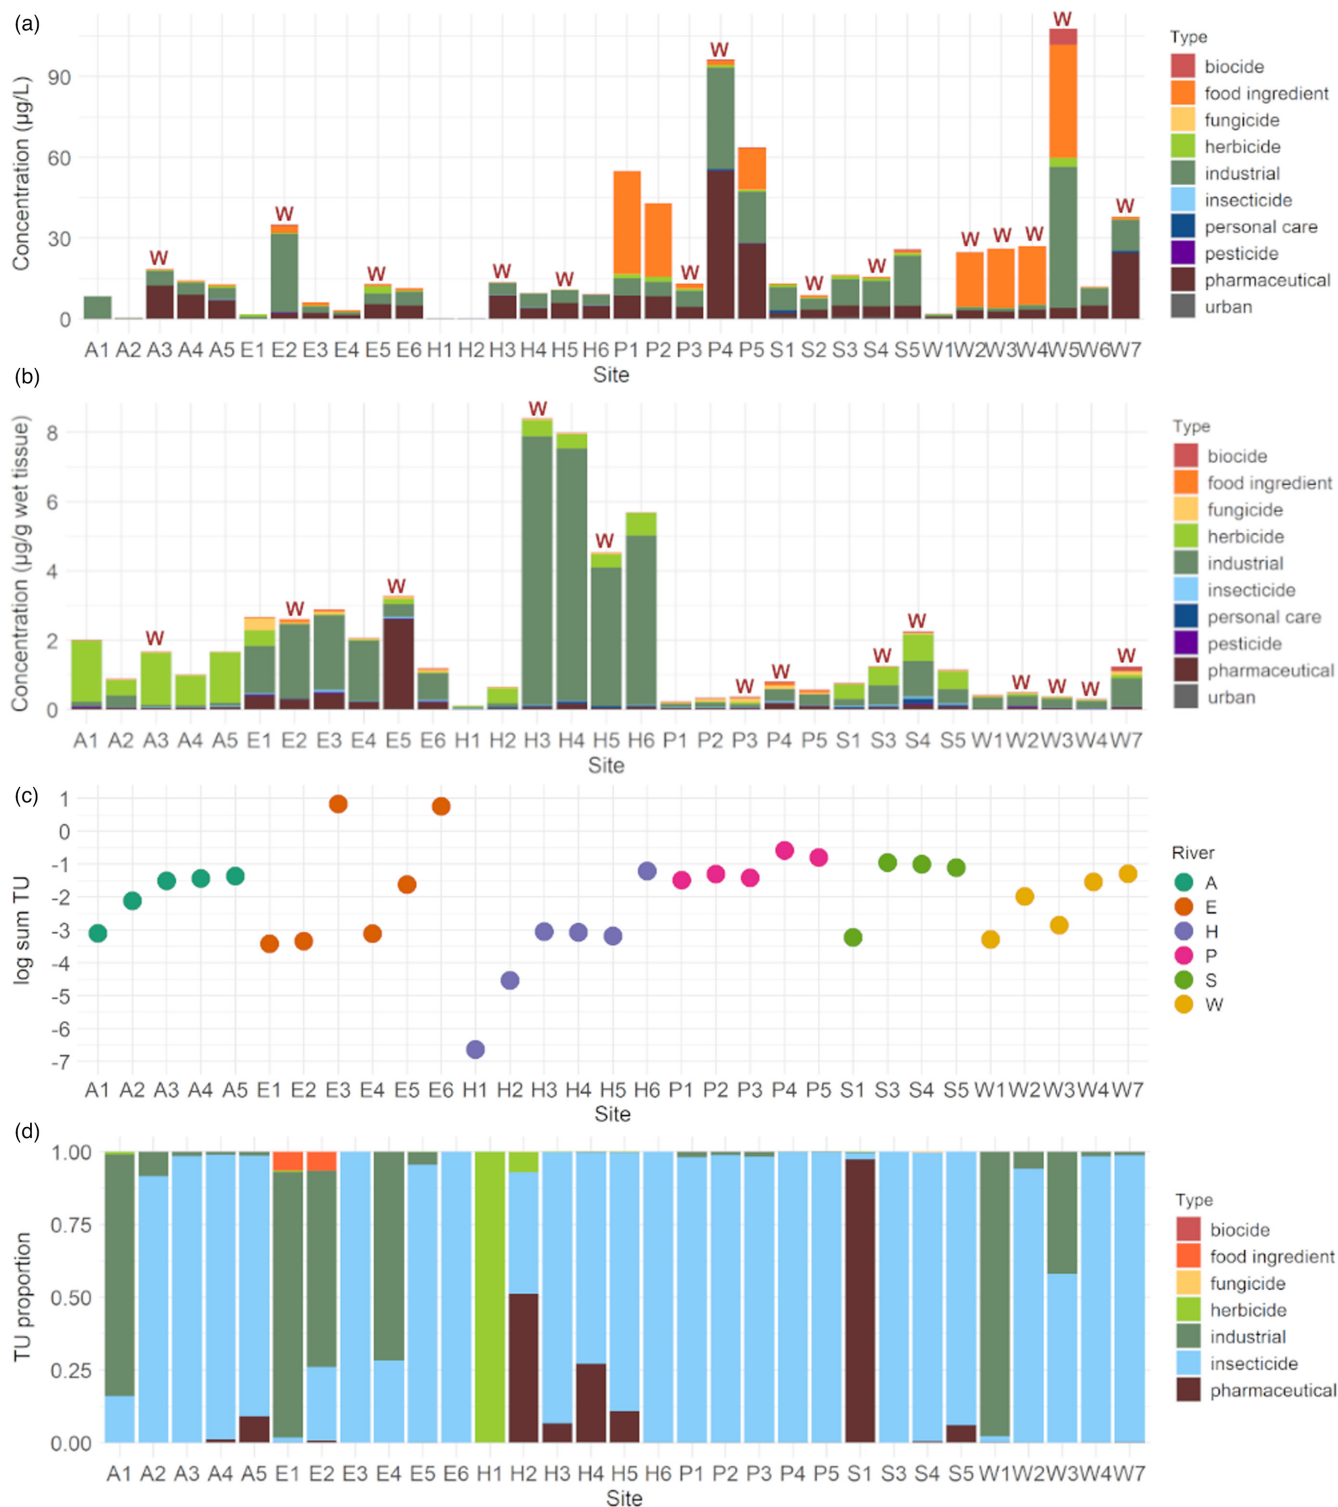 (a)
W
W
W
W
W
W
W
W
W
W
W
W
W
W
Concentration (µg/L)
90
60
30
0
A1 A2 A3 A4 A5 E1 E2 E3 E4 E5 E6 H1 H2 H3 H4 H5 H6 P1 P2 P3 P4 P5 S1 S2 S3 S4 S5 W1 W2 W3 W4 W5 W6 W7
Site
Type
biocide
food ingredient
fungicide
herbicide
industrial
insecticide
personal care
pesticide
pharmaceutical
urban
(b)
W
W
W
W
W
W
W
W
W
W
W
W
W
Concentration (µg/g wet tissue)
8
6
4
2
0
A1 A2 A3 A4 A5 E1 E2 E3 E4 E5 E6 H1 H2 H3 H4 H5 H6 P1 P2 P3 P4 P5 S1 S3 S4 S5 W1 W2 W3 W4 W7
Site
Type
biocide
food ingredient
fungicide
herbicide
industrial
insecticide
personal care
pesticide
pharmaceutical
urban
(c)
log sum TU
1
0
-1
-2
-3
-4
-5
-6
-7
A1 A2 A3 A4 A5 E1 E2 E3 E4 E5 E6 H1 H2 H3 H4 H5 H6 P1 P2 P3 P4 P5 S1 S3 S4 S5 W1 W2 W3 W4 W7
Site
River
A
E
H
P
S
W
(d)
TU proportion
1.00
0.75
0.50
0.25
0.00
A1 A2 A3 A4 A5 E1 E2 E3 E4 E5 E6 H1 H2 H3 H4 H5 H6 P1 P2 P3 P4 P5 S1 S3 S4 S5 W1 W2 W3 W4 W7
Site
Type
biocide
food ingredient
fungicide
herbicide
industrial
insecticide
pharmaceutical